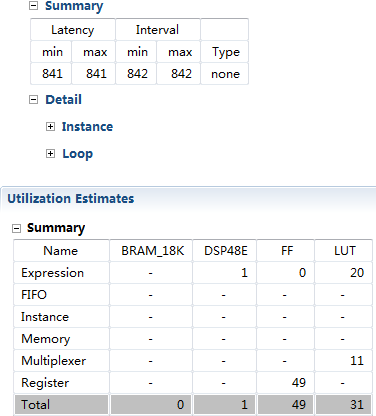 Summary
Latency Interval
min max min max Type
841 841 842 842 none
Detail
Instance
Loop
Utilization Estimates
Summary
Name BRAM_18K DSP48E FF LUT
Expression - 1 0 20
FIFO - - - -
Instance - - - -
Memory - - - -
Multiplexer - - - 11
Register - - 49 -
Total 0 1 49 31